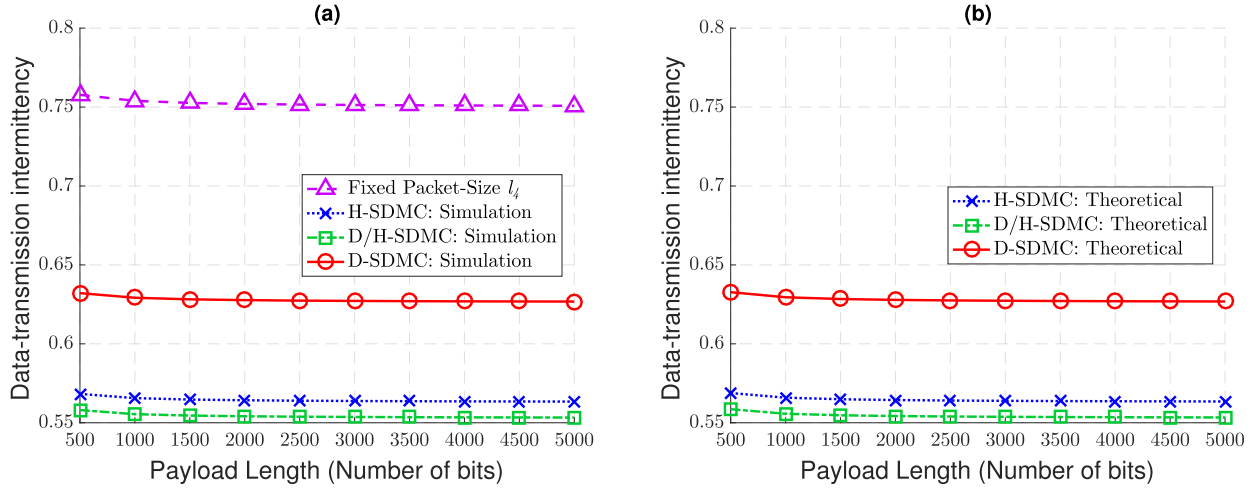 (a)
Data-transmission intermittency
0.8
0.75
0.7
0.65
0.6
0.55
Fixed Packet-Size l4
H-SDMC: Simulation
D/H-SDMC: Simulation
D-SDMC: Simulation
500 1000 1500 2000 2500 3000 3500 4000 4500 5000
Payload Length (Number of bits)
(b)
Data-transmission intermittency
0.8
0.75
0.7
0.65
0.6
0.55
H-SDMC: Theoretical
D/H-SDMC: Theoretical
D-SDMC: Theoretical
500 1000 1500 2000 2500 3000 3500 4000 4500 5000
Payload Length (Number of bits)